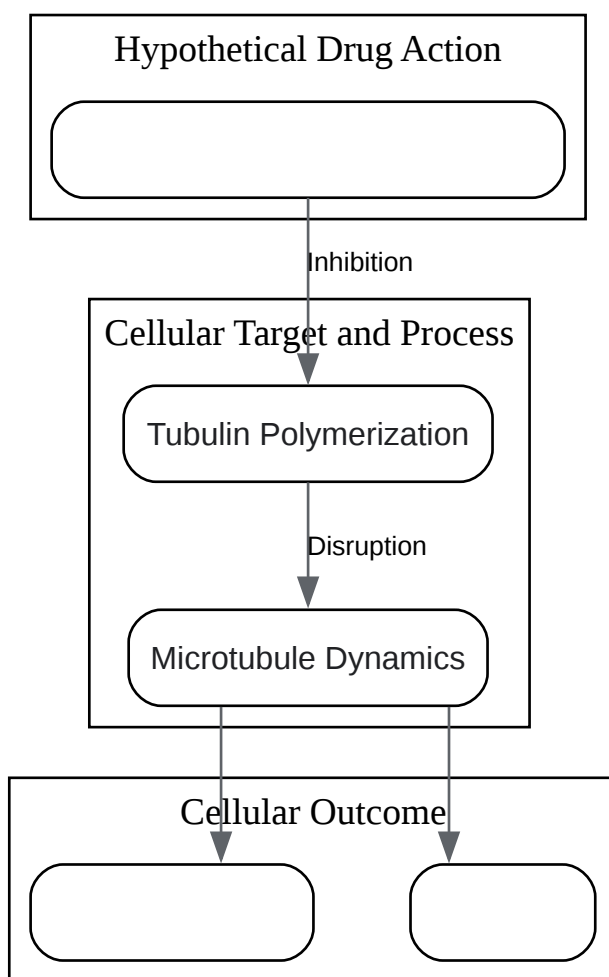 Hypothetical Drug Action
Inhibition
Cellular Target and Process
Tubulin Polymerization
Disruption
Microtubule Dynamics
Cellular Outcome